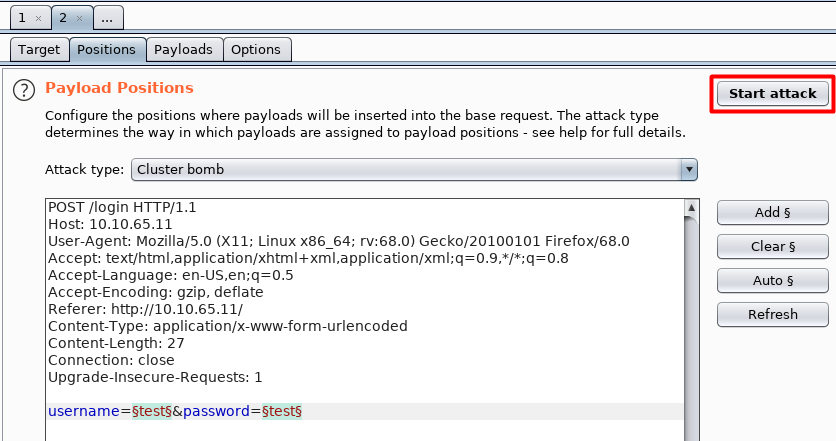 1 × 2 × ...
Target Positions Payloads Options
? Payload Positions
Start attack
Configure the positions where payloads will be inserted into the base request. The attack type
determines the way in which payloads are assigned to payload positions - see help for full details.
Attack type: Cluster bomb
POST /login HTTP/1.1
Host: 10.10.65.11
User-Agent: Mozilla/5.0 (X11; Linux x86_64; rv:68.0) Gecko/20100101 Firefox/68.0
Accept: text/html,application/xhtml+xml,application/xml;q=0.9,*/*;q=0.8
Accept-Language: en-US,en;q=0.5
Accept-Encoding: gzip, deflate
Referer: http://10.10.65.11/
Content-Type: application/x-www-form-urlencoded
Content-Length: 27
Connection: close
Upgrade-Insecure-Requests: 1
username=§test§&password=§test§
Add §
Clear §
Auto §
Refresh